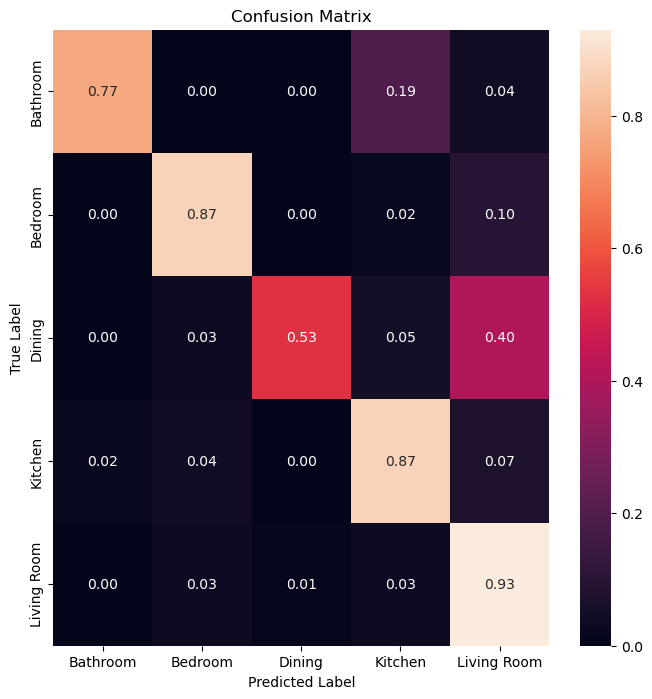 Confusion Matrix
Bathroom 0.77 0.00 0.00 0.19 0.04
Bedroom 0.00 0.87 0.00 0.02 0.10
Dining 0.00 0.03 0.53 0.05 0.40
Kitchen 0.02 0.04 0.00 0.87 0.07
Living Room 0.00 0.03 0.01 0.03 0.93
True Label
Bathroom Bedroom Dining Kitchen Living Room
Predicted Label
0.8
0.6
0.4
0.2
0.0